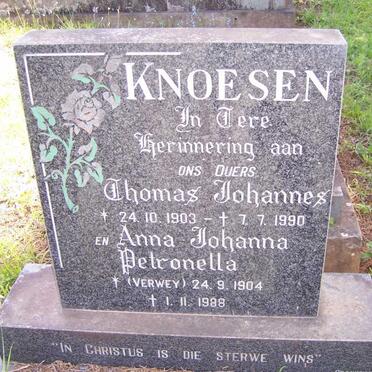 KNOESEN
In Tere
Herinnering aan
ONS OUERS
Thomas Johannes
* 24.10.1903 - † 7.7.1990
EN Anna Johanna
Petronella
* (VERWEY) 24.9.1904
† 1.11.1988
"IN CHRISTUS IS DIE STERWE WINS"